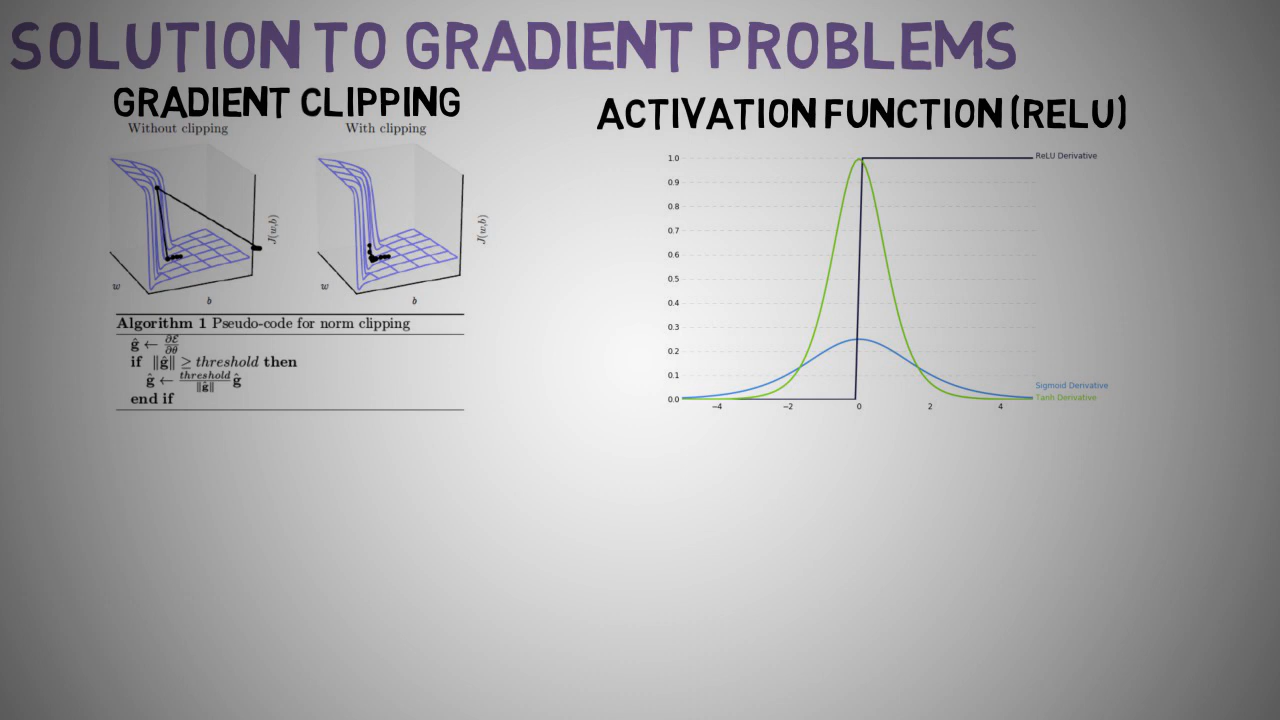 SOLUTION TO GRADIENT PROBLEMS
GRADIENT CLIPPING
Without clipping
With clipping
J(w,b)
w
b
J(w,b)
w
b
Algorithm 1 Pseudo-code for norm clipping
ĝ ← ∂ℰ/∂θ
if ‖ĝ‖ ≥ threshold then
ĝ ← threshold/‖ĝ‖ ĝ
end if
ACTIVATION FUNCTION (RELU)
1.0
0.9
0.8
0.7
0.6
0.5
0.4
0.3
0.2
0.1
0.0
−4 −2 0 2 4
ReLU Derivative
Sigmoid Derivative
Tanh Derivative